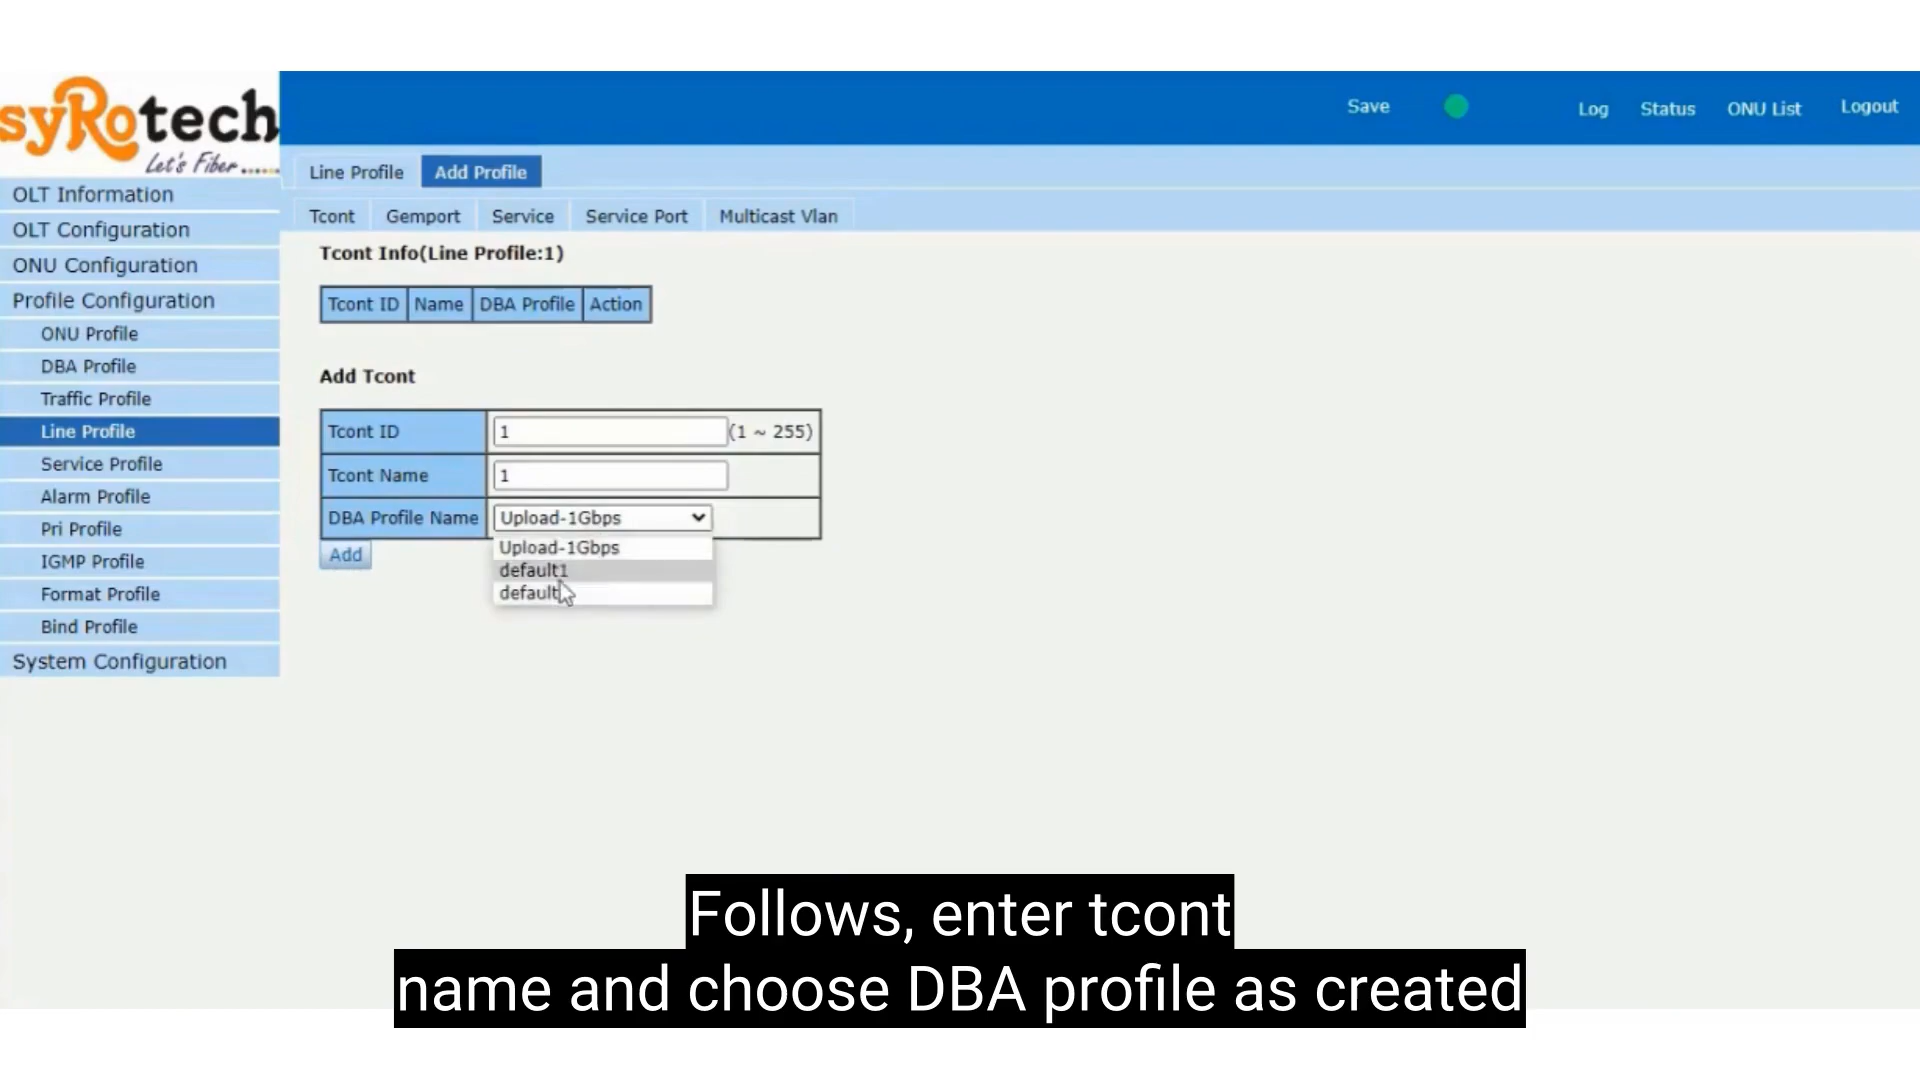 syRotech
Let's Fiber......
Save
Log
Status
ONU List
Logout
Line Profile
Add Profile
Tcont
Gemport
Service
Service Port
Multicast Vlan
OLT Information
OLT Configuration
ONU Configuration
Profile Configuration
ONU Profile
DBA Profile
Traffic Profile
Line Profile
Service Profile
Alarm Profile
Pri Profile
IGMP Profile
Format Profile
Bind Profile
System Configuration
Tcont Info(Line Profile:1)
Tcont ID Name DBA Profile Action
Add Tcont
Tcont ID 1 (1 ~ 255)
Tcont Name 1
DBA Profile Name Upload-1Gbps
Upload-1Gbps
default1
default
Add
Follows, enter tcont
name and choose DBA profile as created